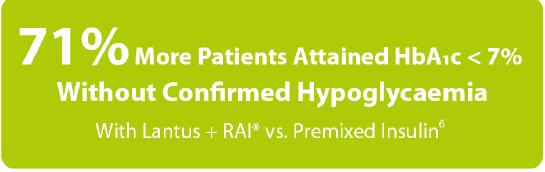 71% More Patients Attained HbA1c < 7%
Without Confirmed Hypoglycaemia
With Lantus + RAI* vs. Premixed Insulin⁶